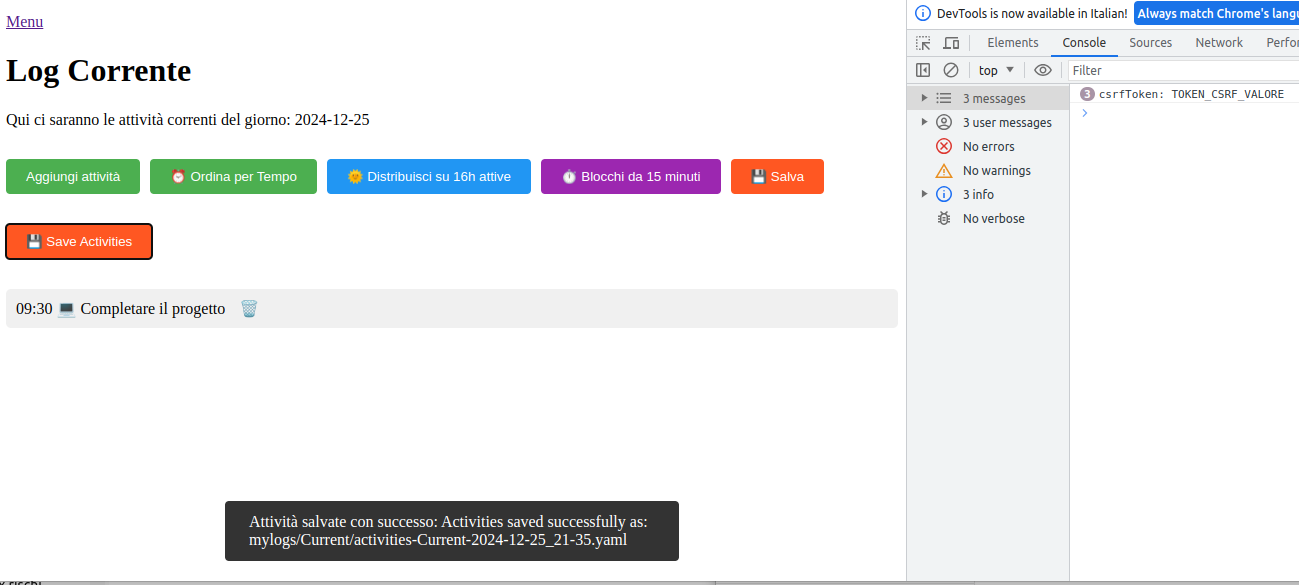 Menu
Log Corrente
Qui ci saranno le attività correnti del giorno: 2024-12-25
Aggiungi attività
⏰ Ordina per Tempo
🌞 Distribuisci su 16h attive
⏱️ Blocchi da 15 minuti
💾 Salva
💾 Save Activities
09:30 💻 Completare il progetto 🗑️
Attività salvate con successo: Activities saved successfully as:
mylogs/Current/activities-Current-2024-12-25_21-35.yaml
DevTools is now available in Italian!
Always match Chrome's langu
Elements
Console
Sources
Network
Perfor
top
Filter
3 messages
3 user messages
No errors
No warnings
3 info
No verbose
3 csrfToken: TOKEN_CSRF_VALORE